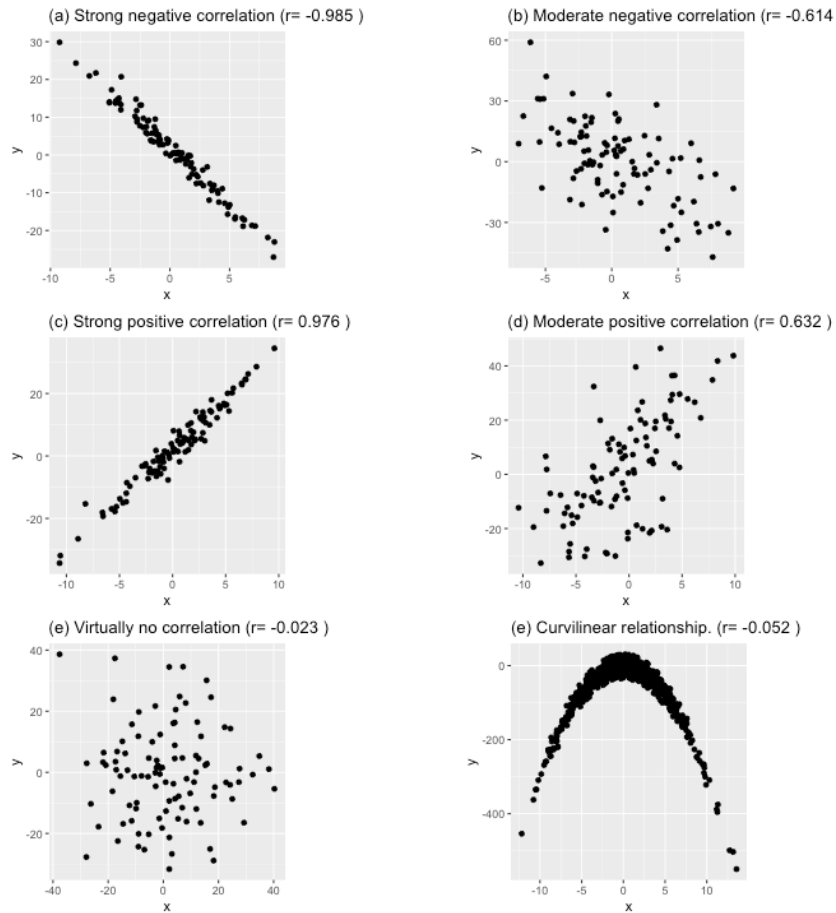 (a) Strong negative correlation (r= -0.985 )
30
20
10
0
-10
-20
y
-10
-5
0
5
x
(b) Moderate negative correlation (r= -0.614
60
30
0
-30
y
-5
0
5
x
(c) Strong positive correlation (r= 0.976 )
20
0
-20
y
-10
-5
0
5
10
x
(d) Moderate positive correlation (r= 0.632 )
40
20
0
-20
y
-10
-5
0
5
10
x
(e) Virtually no correlation (r= -0.023 )
40
20
0
-20
y
-40
-20
0
20
40
x
(e) Curvilinear relationship. (r= -0.052 )
0
-200
-400
y
-10
-5
0
5
10
x